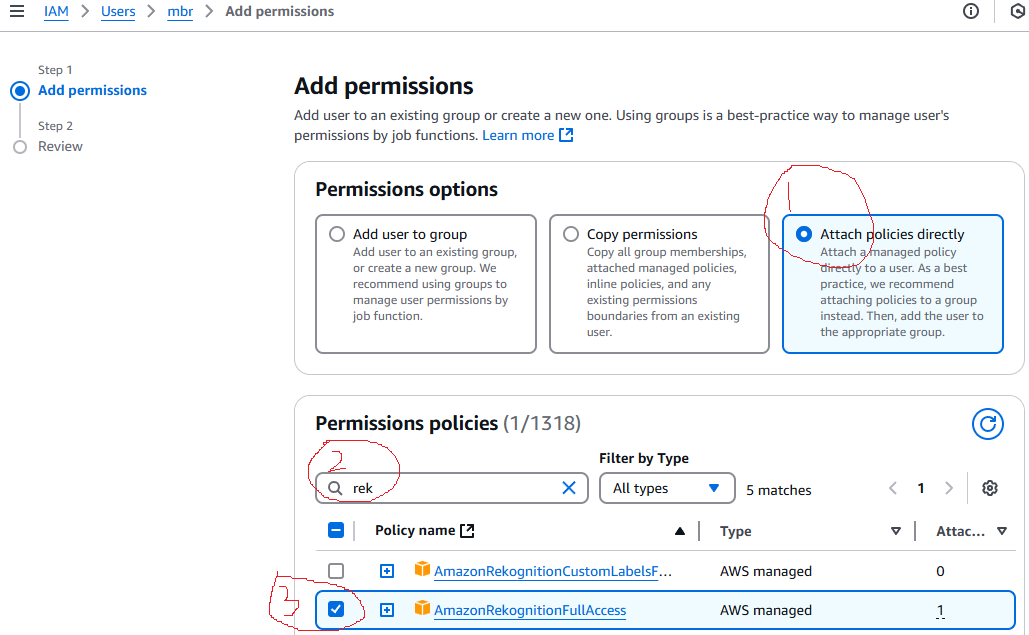 IAM > Users > mbr > Add permissions
Step 1
Add permissions
Step 2
Review
Add permissions
Add user to an existing group or create a new one. Using groups is a best-practice way to manage user's
permissions by job functions. Learn more
Permissions options
Add user to group
Add user to an existing group,
or create a new group. We
recommend using groups to
manage user permissions by
job function.
Copy permissions
Copy all group memberships,
attached managed policies,
inline policies, and any
existing permissions
boundaries from an existing
user.
1
Attach policies directly
Attach a managed policy
directly to a user. As a best
practice, we recommend
attaching policies to a group
instead. Then, add the user to
the appropriate group.
Permissions policies (1/1318)
2
Filter by Type
rek
All types
5 matches
1
Policy name
Type
Attac...
AmazonRekognitionCustomLabelsF... AWS managed 0
3
AmazonRekognitionFullAccess AWS managed 1